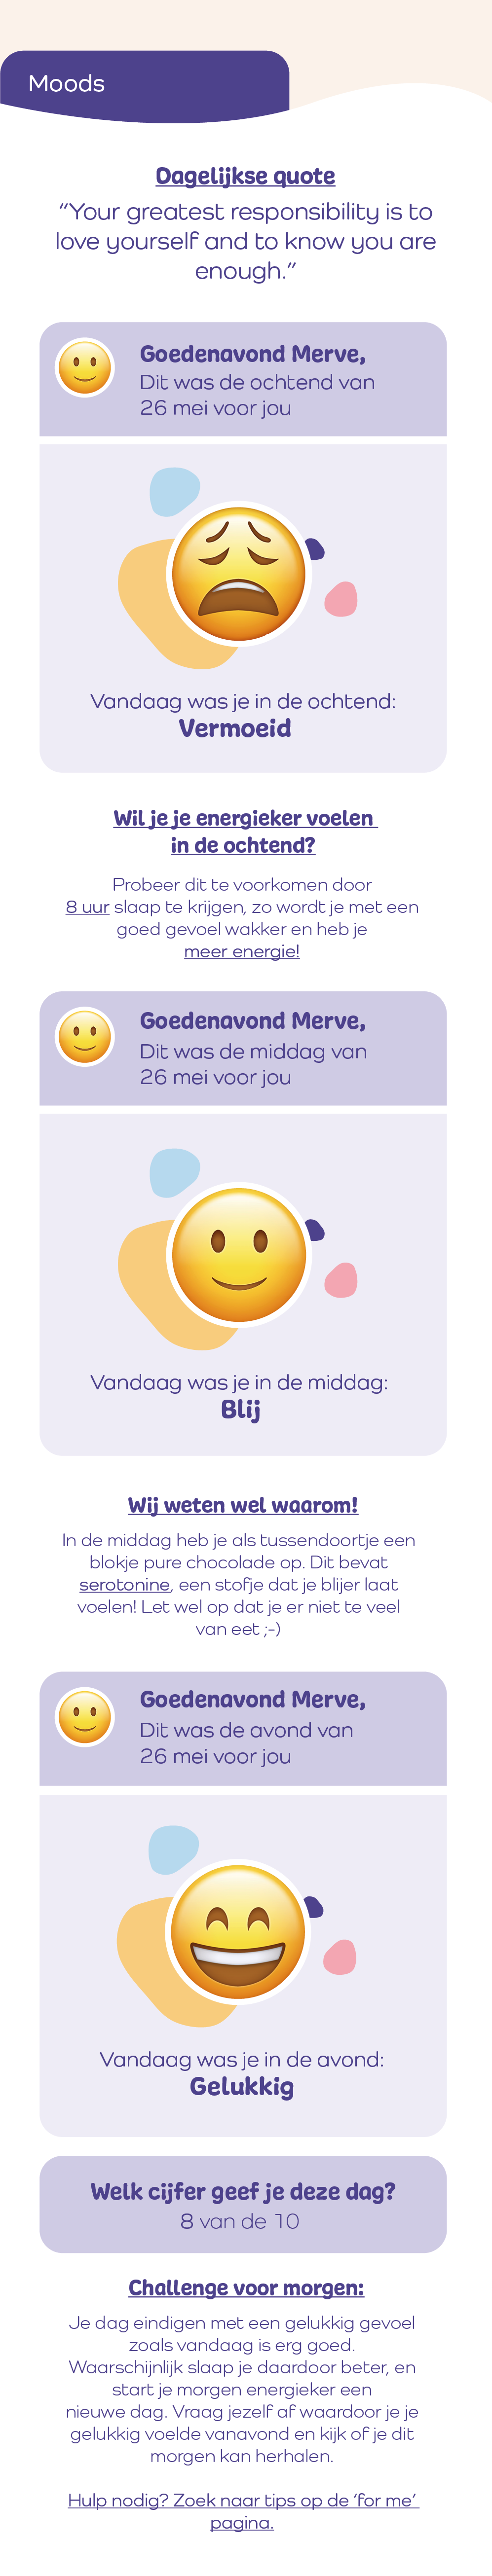 Moods
Dagelijkse quote
“Your greatest responsibility is to
love yourself and to know you are
enough.”
Goedenavond Merve,
Dit was de ochtend van
26 mei voor jou
Vandaag was je in de ochtend:
Vermoeid
Wil je je energieker voelen
in de ochtend?
Probeer dit te voorkomen door
8 uur slaap te krijgen, zo wordt je met een
goed gevoel wakker en heb je
meer energie!
Goedenavond Merve,
Dit was de middag van
26 mei voor jou
Vandaag was je in de middag:
Blij
Wij weten wel waarom!
In de middag heb je als tussendoortje een
blokje pure chocolade op. Dit bevat
serotonine, een stofje dat je blijer laat
voelen! Let wel op dat je er niet te veel
van eet ;-)
Goedenavond Merve,
Dit was de avond van
26 mei voor jou
Vandaag was je in de avond:
Gelukkig
Welk cijfer geef je deze dag?
8 van de 10
Challenge voor morgen:
Je dag eindigen met een gelukkig gevoel
zoals vandaag is erg goed.
Waarschijnlijk slaap je daardoor beter, en
start je morgen energieker een
nieuwe dag. Vraag jezelf af waardoor je je
gelukkig voelde vanavond en kijk of je dit
morgen kan herhalen.
Hulp nodig? Zoek naar tips op de ‘for me’
pagina.